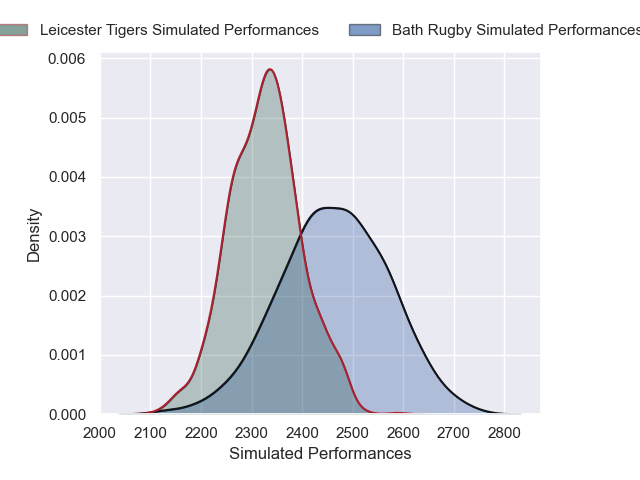 Leicester Tigers Simulated Performances
Bath Rugby Simulated Performances
0.006
0.005
0.004
0.003
0.002
0.001
0.000
Density
2000 2100 2200 2300 2400 2500 2600 2700 2800
Simulated Performances